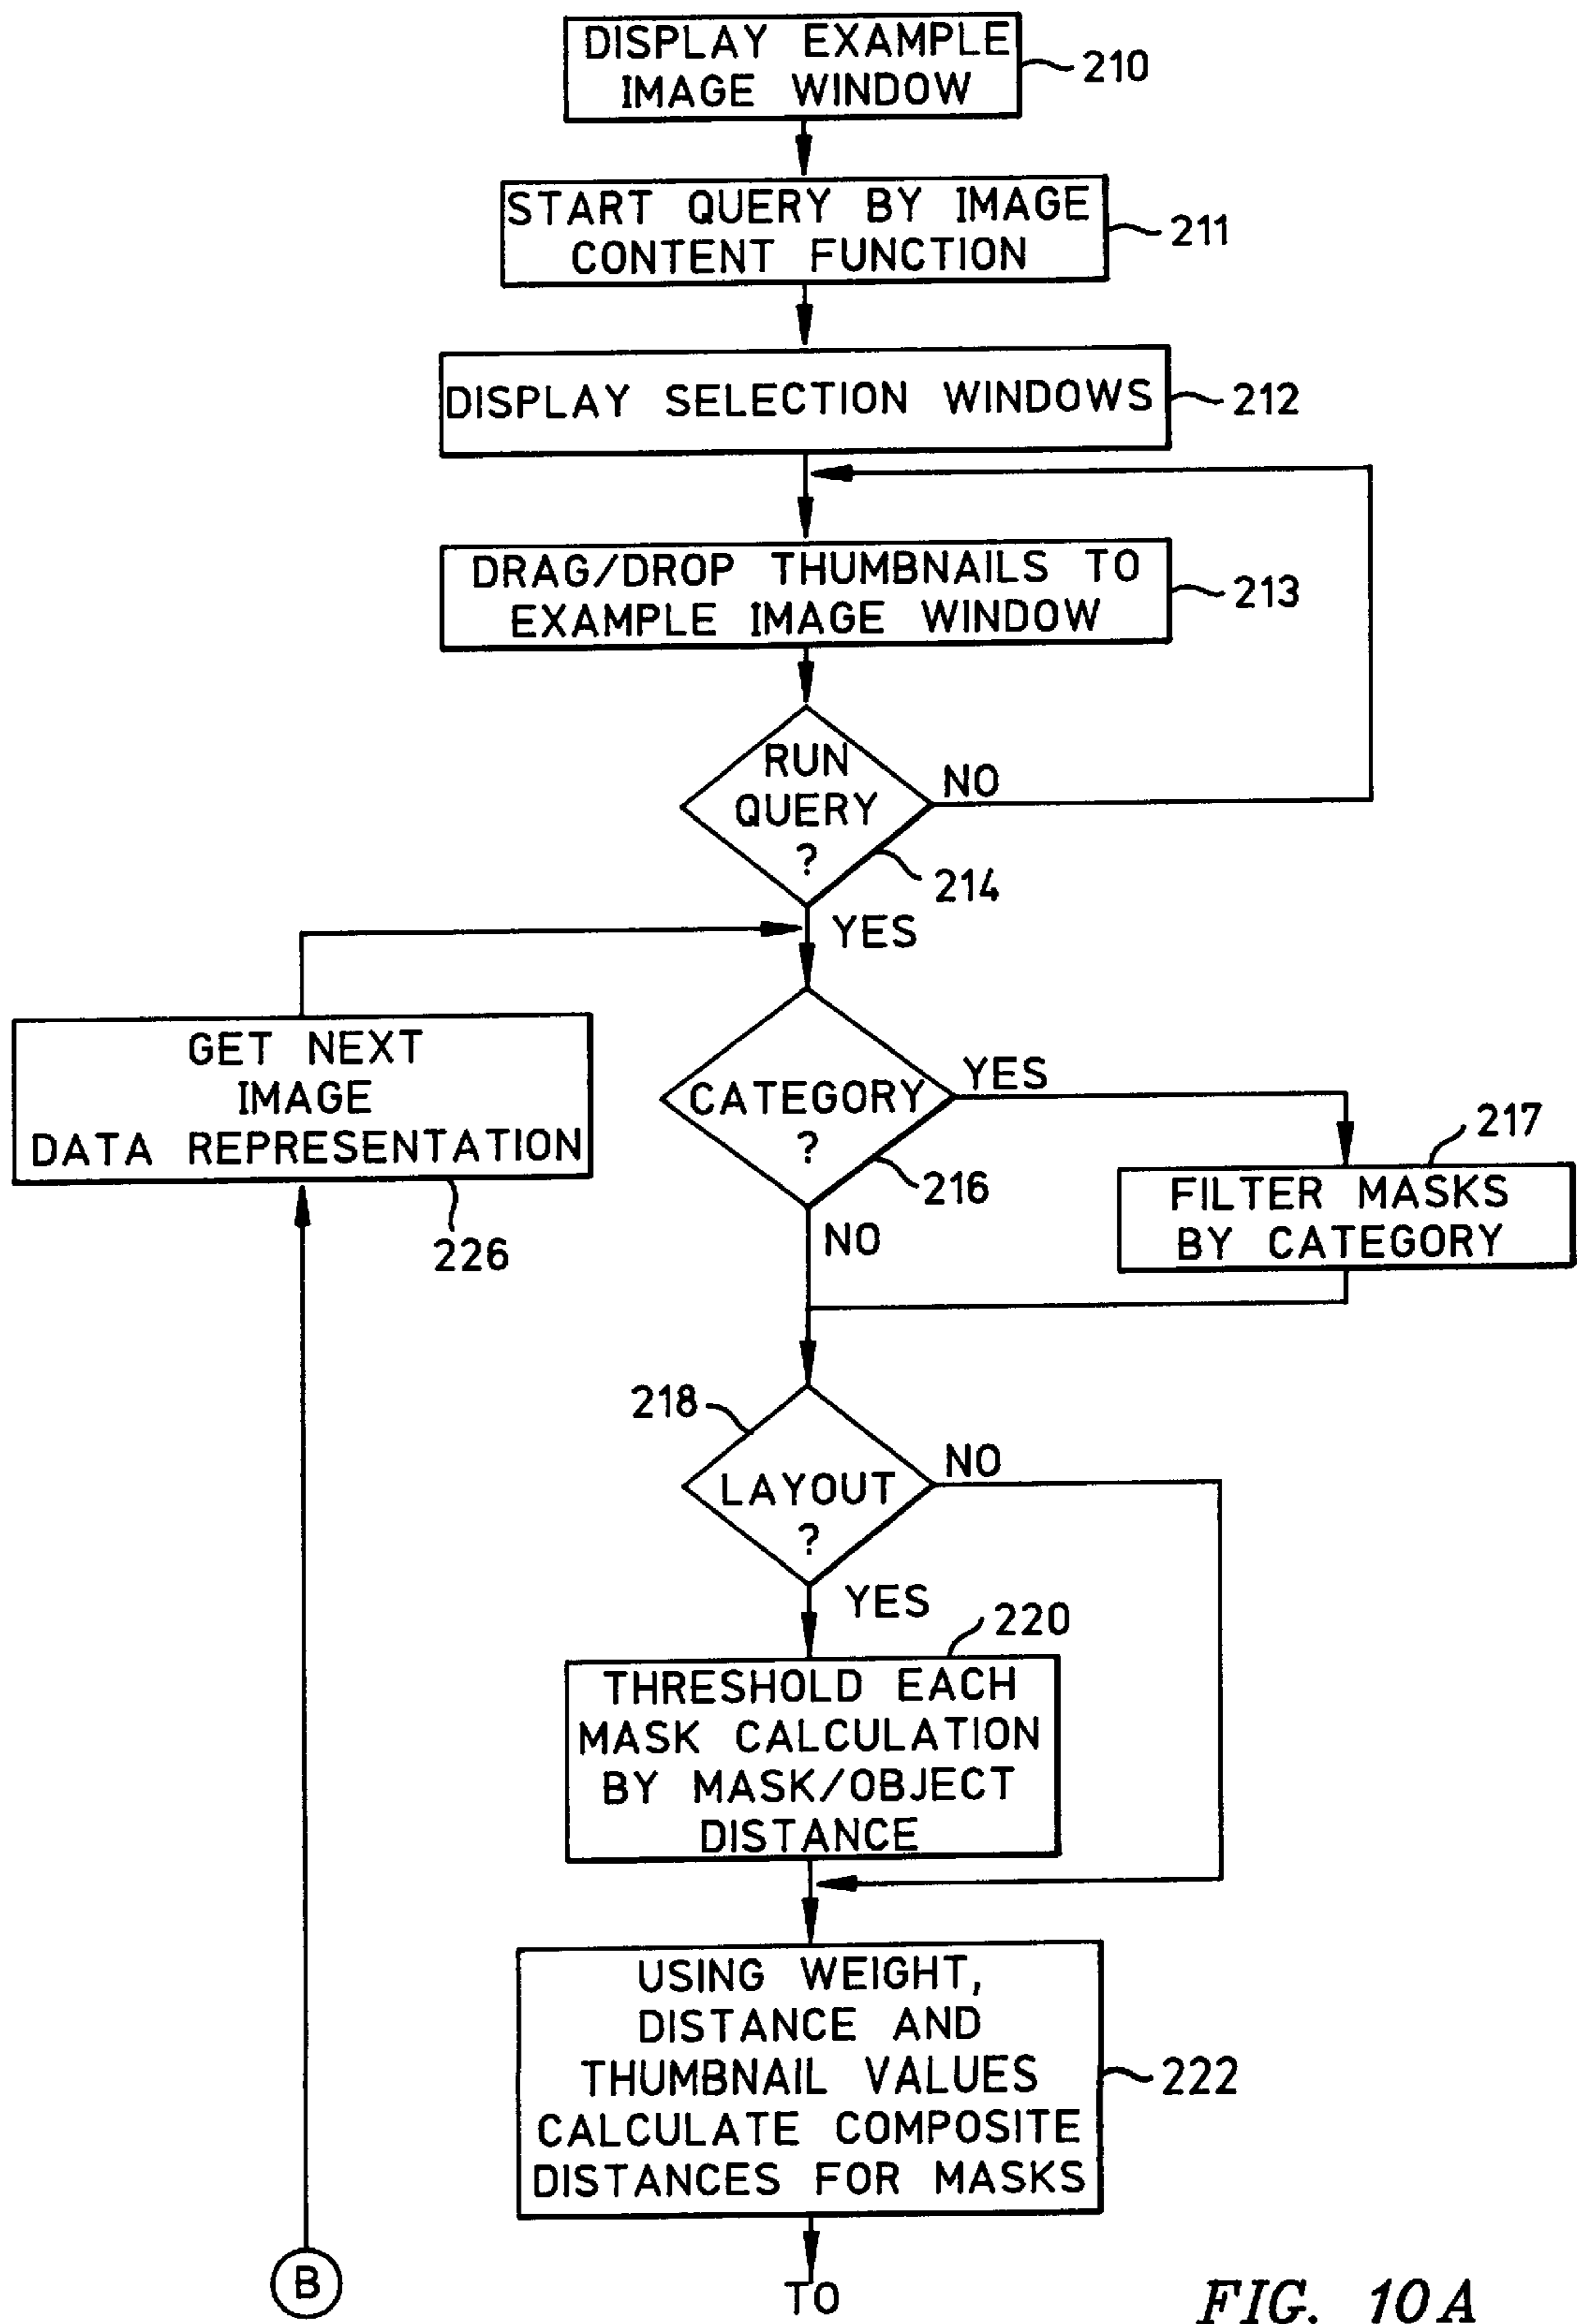 DISPLAY EXAMPLE
IMAGE WINDOW
210
START QUERY BY IMAGE
CONTENT FUNCTION
211
DISPLAY SELECTION WINDOWS
212
DRAG/DROP THUMBNAILS TO
EXAMPLE IMAGE WINDOW
213
RUN
QUERY
?
NO
214
YES
GET NEXT
IMAGE
DATA REPRESENTATION
226
CATEGORY
?
YES
216
NO
217
FILTER MASKS
BY CATEGORY
218
LAYOUT
?
NO
YES
220
THRESHOLD EACH
MASK CALCULATION
BY MASK/OBJECT
DISTANCE
USING WEIGHT,
DISTANCE AND
THUMBNAIL VALUES
CALCULATE COMPOSITE
DISTANCES FOR MASKS
222
B
TO
FIG. 10A